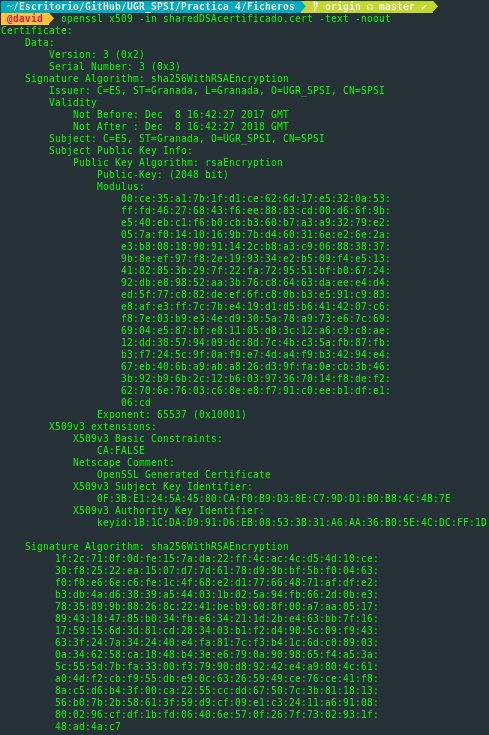 ~/Escritorio/GitHub/UGR_SPSI/Practica 4/Ficheros origin master ✔
@david openssl x509 -in sharedDSAcertificado.cert -text -noout
Certificate:
Data:
Version: 3 (0x2)
Serial Number: 3 (0x3)
Signature Algorithm: sha256WithRSAEncryption
Issuer: C=ES, ST=Granada, L=Granada, O=UGR_SPSI, CN=SPSI
Validity
Not Before: Dec  8 16:42:27 2017 GMT
Not After : Dec  8 16:42:27 2018 GMT
Subject: C=ES, ST=Granada, O=UGR_SPSI, CN=SPSI
Subject Public Key Info:
Public Key Algorithm: rsaEncryption
Public-Key: (2048 bit)
Modulus:
00:ce:35:a1:7b:1f:d1:ce:62:6d:17:e5:32:0a:53:
ff:fd:46:27:68:43:f6:ee:88:83:cd:00:d6:6f:9b:
e5:40:eb:c1:f6:b0:cb:b3:60:b7:a3:a9:32:79:e2:
05:7a:f0:14:10:16:9b:7b:d4:60:31:6e:e2:6e:2a:
e3:b8:08:18:90:91:14:2c:b8:a3:c9:06:88:38:37:
9b:8e:ef:97:f8:2e:19:93:34:e2:b5:09:f4:e5:13:
41:82:85:3b:29:7f:22:fa:72:95:51:bf:b0:67:24:
92:db:e8:98:52:aa:3b:76:c8:64:63:da:ee:e4:d4:
ed:5f:77:c8:82:de:ef:6f:c8:0b:b3:e5:91:c9:83:
e8:af:e3:ff:7c:7b:e4:19:d1:d5:b6:41:42:07:c6:
f8:7e:03:b9:e3:4e:d9:30:5a:78:a9:73:e6:7c:69:
69:04:e5:87:bf:e8:11:05:d8:3c:12:a6:c9:c8:ae:
12:dd:38:57:94:09:dc:8d:7c:4b:c3:5a:fb:87:fb:
b3:f7:24:5c:9f:0a:f9:e7:4d:a4:f9:b3:42:94:e4:
67:eb:40:6b:a9:ab:a8:26:d3:9f:fa:0e:cb:3b:46:
3b:92:b9:6b:2c:12:b6:03:97:36:70:14:f8:de:f2:
62:70:6e:76:03:c6:8e:e8:f7:91:c0:ee:b1:df:e1:
06:cd
Exponent: 65537 (0x10001)
X509v3 extensions:
X509v3 Basic Constraints:
CA:FALSE
Netscape Comment:
OpenSSL Generated Certificate
X509v3 Subject Key Identifier:
0F:3B:E1:24:5A:45:80:CA:F0:B9:D3:8E:C7:9D:D1:B0:B8:4C:4B:7E
X509v3 Authority Key Identifier:
keyid:1B:1C:DA:D9:91:D6:EB:08:53:3B:31:A6:AA:36:B0:5E:4C:DC:FF:1D
Signature Algorithm: sha256WithRSAEncryption
1f:2c:71:0f:0d:fe:15:7a:da:22:ff:4c:ac:4c:d5:4d:10:ce:
30:f8:25:22:ea:15:07:d7:7d:61:78:d9:9b:bf:5b:f0:04:63:
f0:f0:e6:6e:c6:fe:1c:4f:68:e2:d1:77:66:48:71:af:df:e2:
b3:db:4a:d6:38:39:a5:44:03:1b:02:5a:94:fb:66:2d:0b:e3:
78:35:89:9b:88:26:8c:22:41:be:b9:60:8f:00:a7:aa:05:17:
89:43:18:47:85:b0:34:fb:e6:34:21:1d:2b:e4:63:bb:7f:16:
17:59:15:6d:3d:81:cd:28:34:03:b1:f2:d4:90:5c:09:f9:43:
63:3f:24:7a:34:24:40:e4:fa:81:7c:f3:b4:1c:6d:c0:89:03:
0a:34:62:58:ca:18:48:b4:3e:e6:79:0a:90:98:65:f4:a5:3a:
5c:55:5d:7b:fa:33:00:f3:79:90:d8:92:42:e4:a9:80:4c:61:
a0:4d:f2:cb:f9:55:db:e9:0c:63:26:59:49:ce:76:ce:41:f8:
8a:c5:d6:b4:3f:00:ca:22:55:cc:dd:67:50:7c:3b:81:18:13:
56:b0:7b:2b:58:61:3f:59:d9:cf:09:e1:c3:24:11:a6:91:08:
80:02:96:cf:df:1b:fd:06:40:6e:57:0f:26:7f:73:02:93:1f:
48:ad:4a:c7